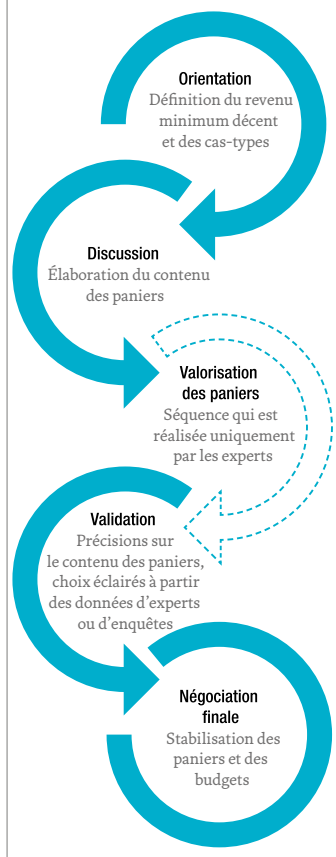 Orientation
Définition du revenu
minimum décent
et des cas-types
Discussion
Élaboration du contenu
des paniers
Valorisation
des paniers
Séquence qui est
réalisée uniquement
par les experts
Validation
Précisions sur
le contenu des paniers,
choix éclairés à partir
des données d’experts
ou d’enquêtes
Négociation
finale
Stabilisation des
paniers et des
budgets